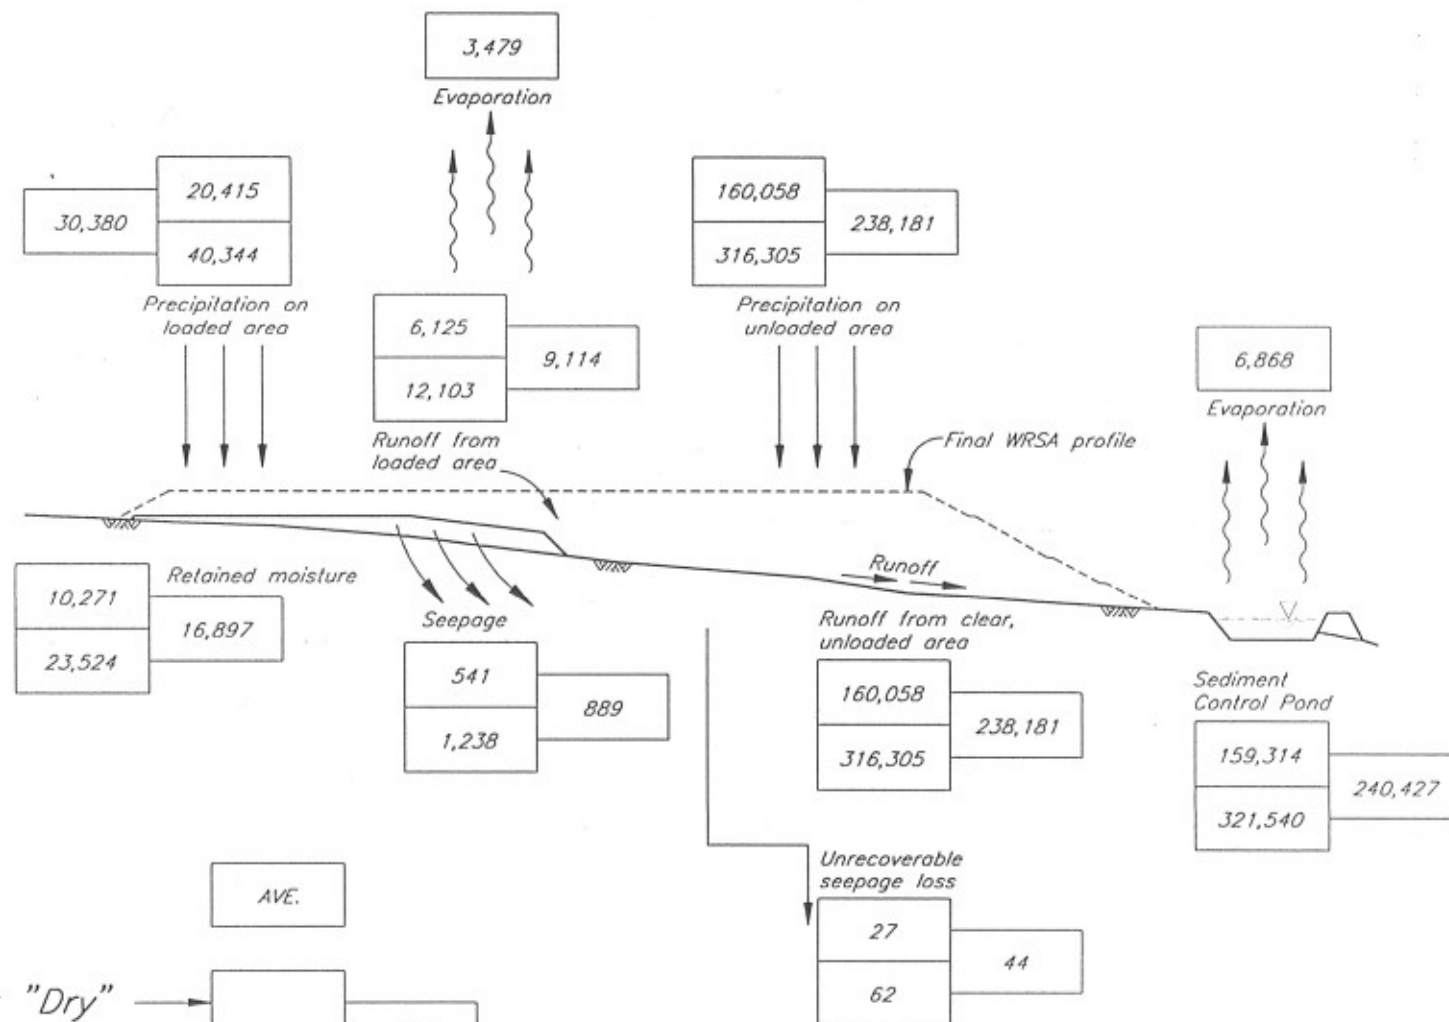 3,479
Evaporation
20,415
30,380
40,344
Precipitation on
loaded area
160,058
238,181
316,305
Precipitation on
unloaded area
6,125
9,114
12,103
Runoff from
loaded area
6,868
Evaporation
Final WRSA profile
Retained moisture
10,271
16,897
23,524
Seepage
541
889
1,238
Runoff
Runoff from clear,
unloaded area
160,058
238,181
316,305
Sediment
Control Pond
159,314
240,427
321,540
Unrecoverable
seepage loss
27
44
62
AVE.
"Dry"